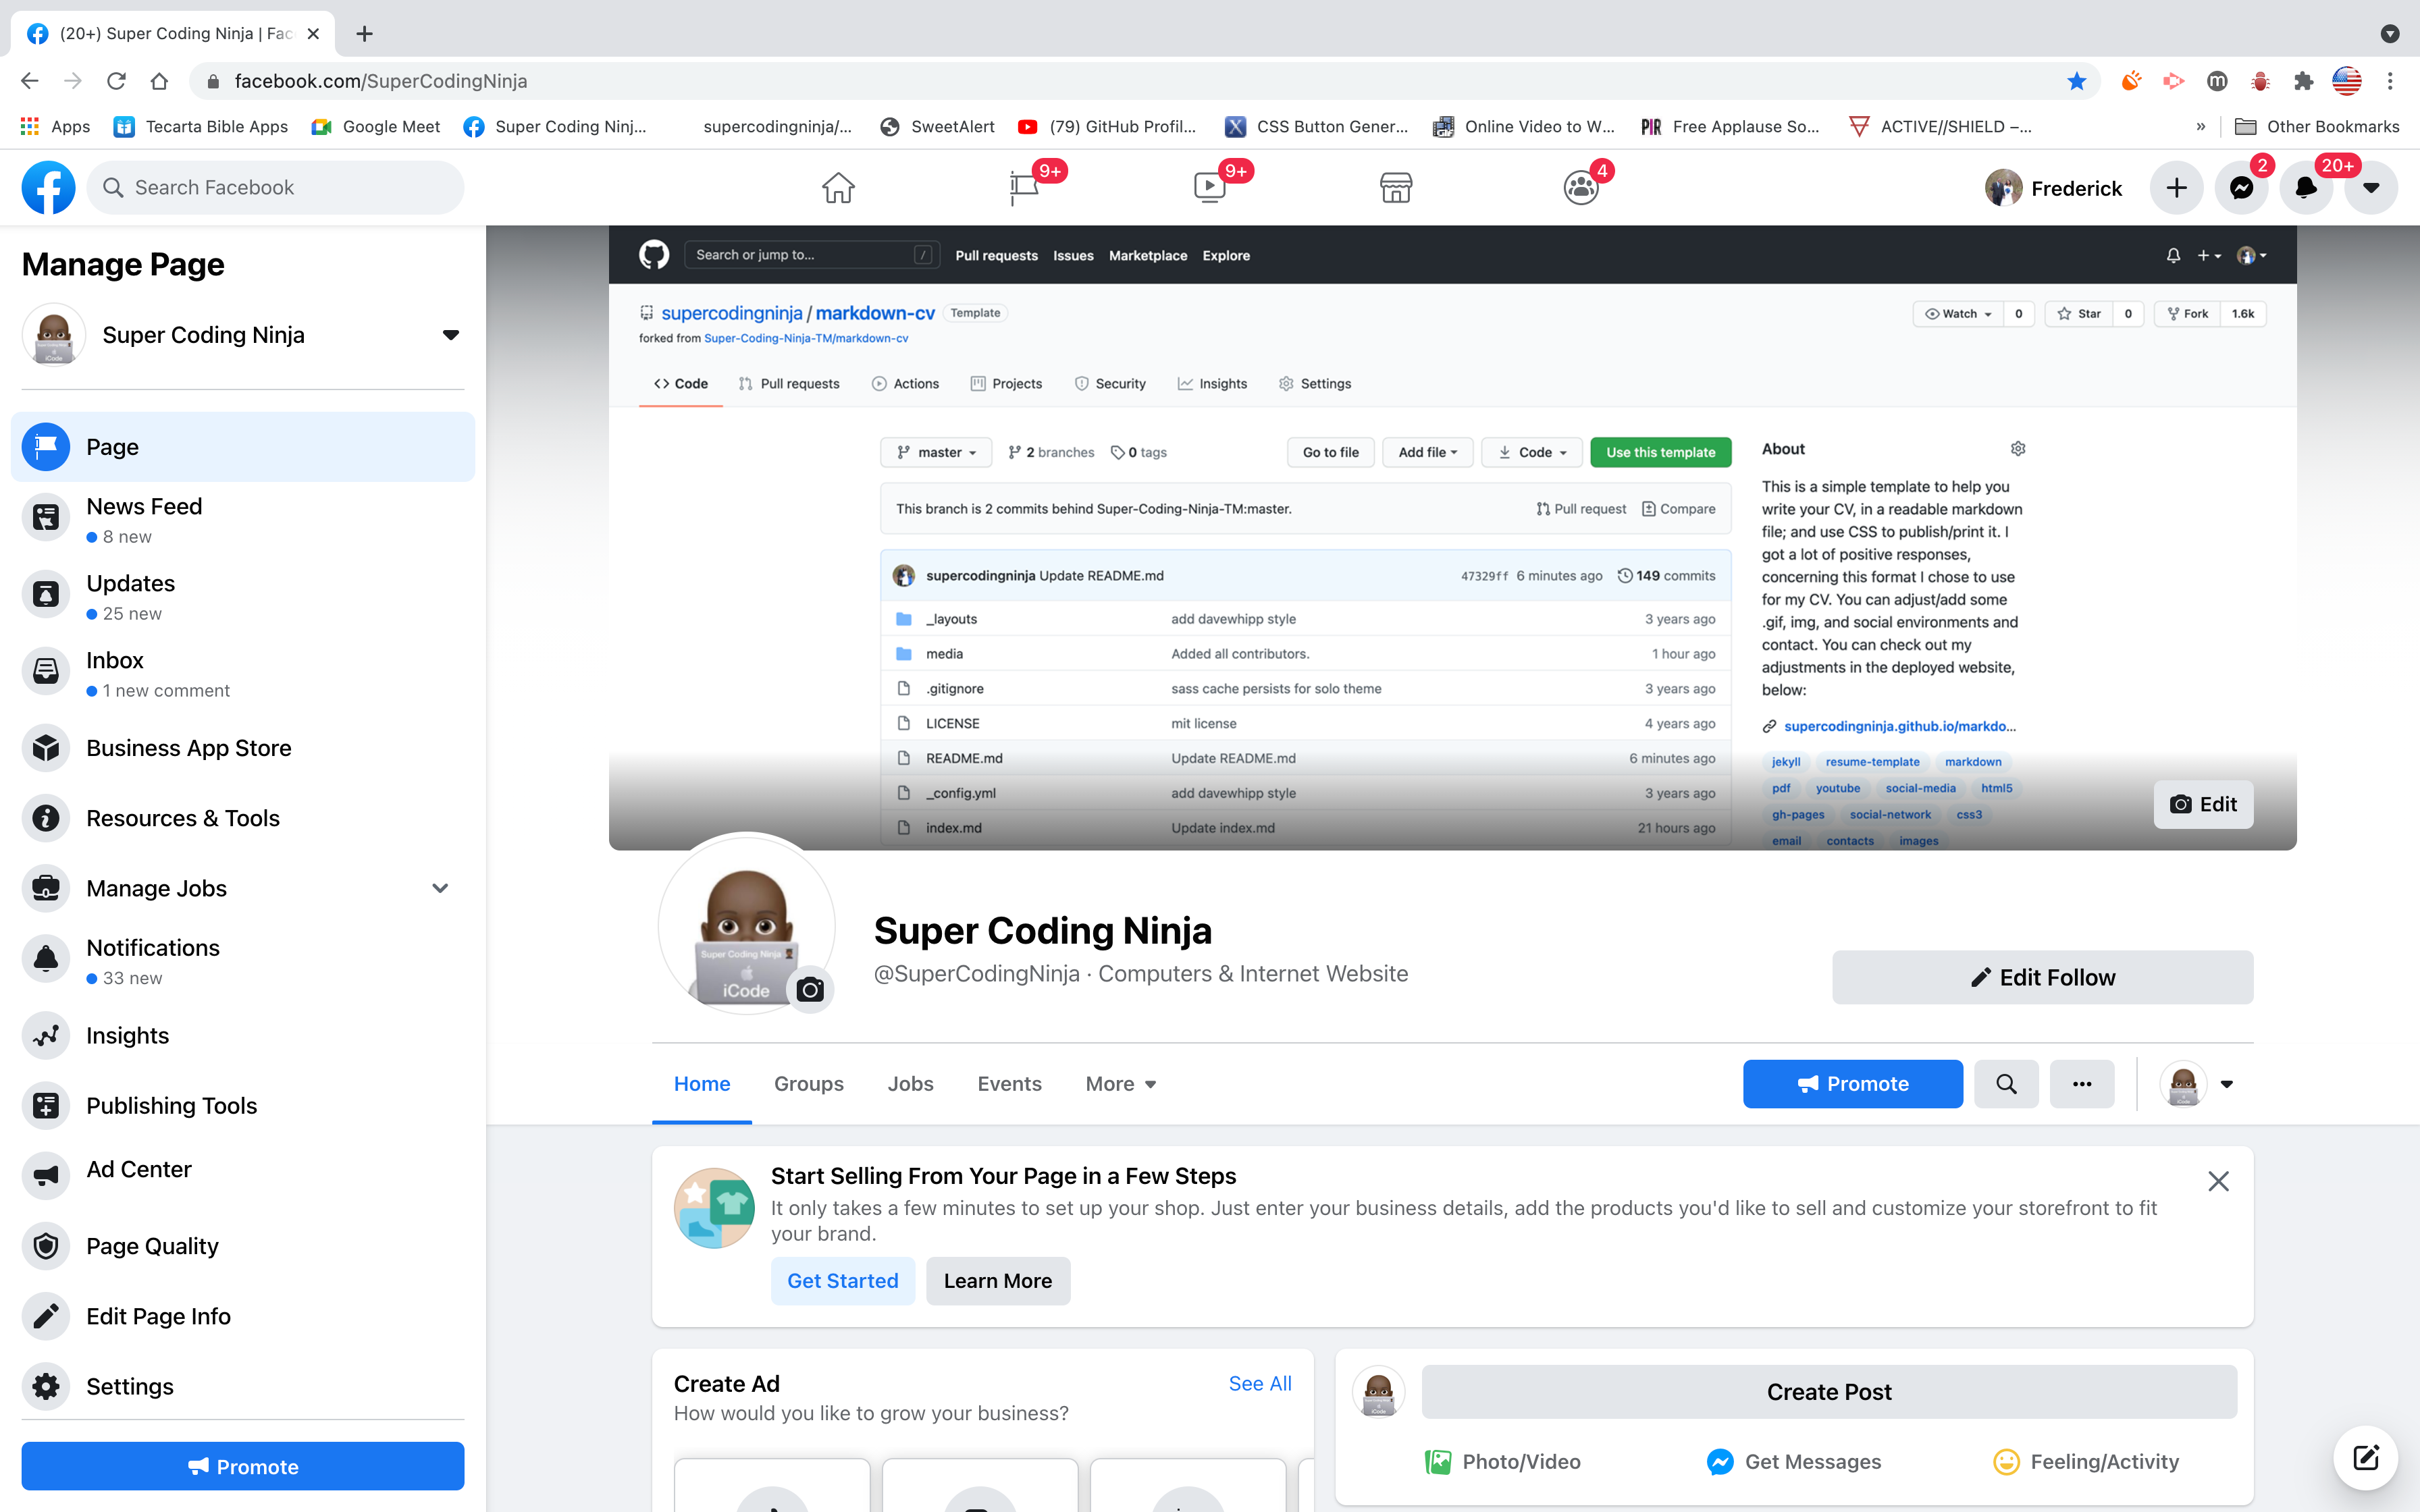 (20+) Super Coding Ninja | Fac
facebook.com/SuperCodingNinja
Apps
Tecarta Bible Apps
Google Meet
Super Coding Ninj...
supercodingninja/...
SweetAlert
(79) GitHub Profil...
CSS Button Gener...
Online Video to W...
Free Applause So...
ACTIVE//SHIELD –...
»
Other Bookmarks
Search Facebook
9+
9+
4
Frederick
2
20+
Manage Page
Super Coding Ninja
Page
News Feed
8 new
Updates
25 new
Inbox
1 new comment
Business App Store
Resources & Tools
Manage Jobs
Notifications
33 new
Insights
Publishing Tools
Ad Center
Page Quality
Edit Page Info
Settings
Promote
Search or jump to...
/
Pull requests
Issues
Marketplace
Explore
supercodingninja / markdown-cv
Template
forked from Super-Coding-Ninja-TM/markdown-cv
Watch
0
Star
0
Fork
1.6k
Code
Pull requests
Actions
Projects
Security
Insights
Settings
master
2 branches
0 tags
Go to file
Add file
Code
Use this template
This branch is 2 commits behind Super-Coding-Ninja-TM:master.
Pull request
Compare
supercodingninja Update README.md
47329ff 6 minutes ago
149 commits
_layouts
add davewhipp style
3 years ago
media
Added all contributors.
1 hour ago
.gitignore
sass cache persists for solo theme
3 years ago
LICENSE
mit license
4 years ago
README.md
Update README.md
6 minutes ago
_config.yml
add davewhipp style
3 years ago
index.md
Update index.md
21 hours ago
About
This is a simple template to help you
write your CV, in a readable markdown
file; and use CSS to publish/print it. I
got a lot of positive responses,
concerning this format I chose to use
for my CV. You can adjust/add some
.gif, img, and social environments and
contact. You can check out my
adjustments in the deployed website,
below:
supercodingninja.github.io/markdo...
jekyll
resume-template
markdown
pdf
youtube
social-media
html5
gh-pages
social-network
css3
email
contacts
images
Edit
Super Coding Ninja
iCode
Super Coding Ninja
@SuperCodingNinja · Computers & Internet Website
Edit Follow
Home
Groups
Jobs
Events
More
Promote
Start Selling From Your Page in a Few Steps
It only takes a few minutes to set up your shop. Just enter your business details, add the products you'd like to sell and customize your storefront to fit
your brand.
Get Started
Learn More
Create Ad
See All
How would you like to grow your business?
Create Post
Photo/Video
Get Messages
Feeling/Activity